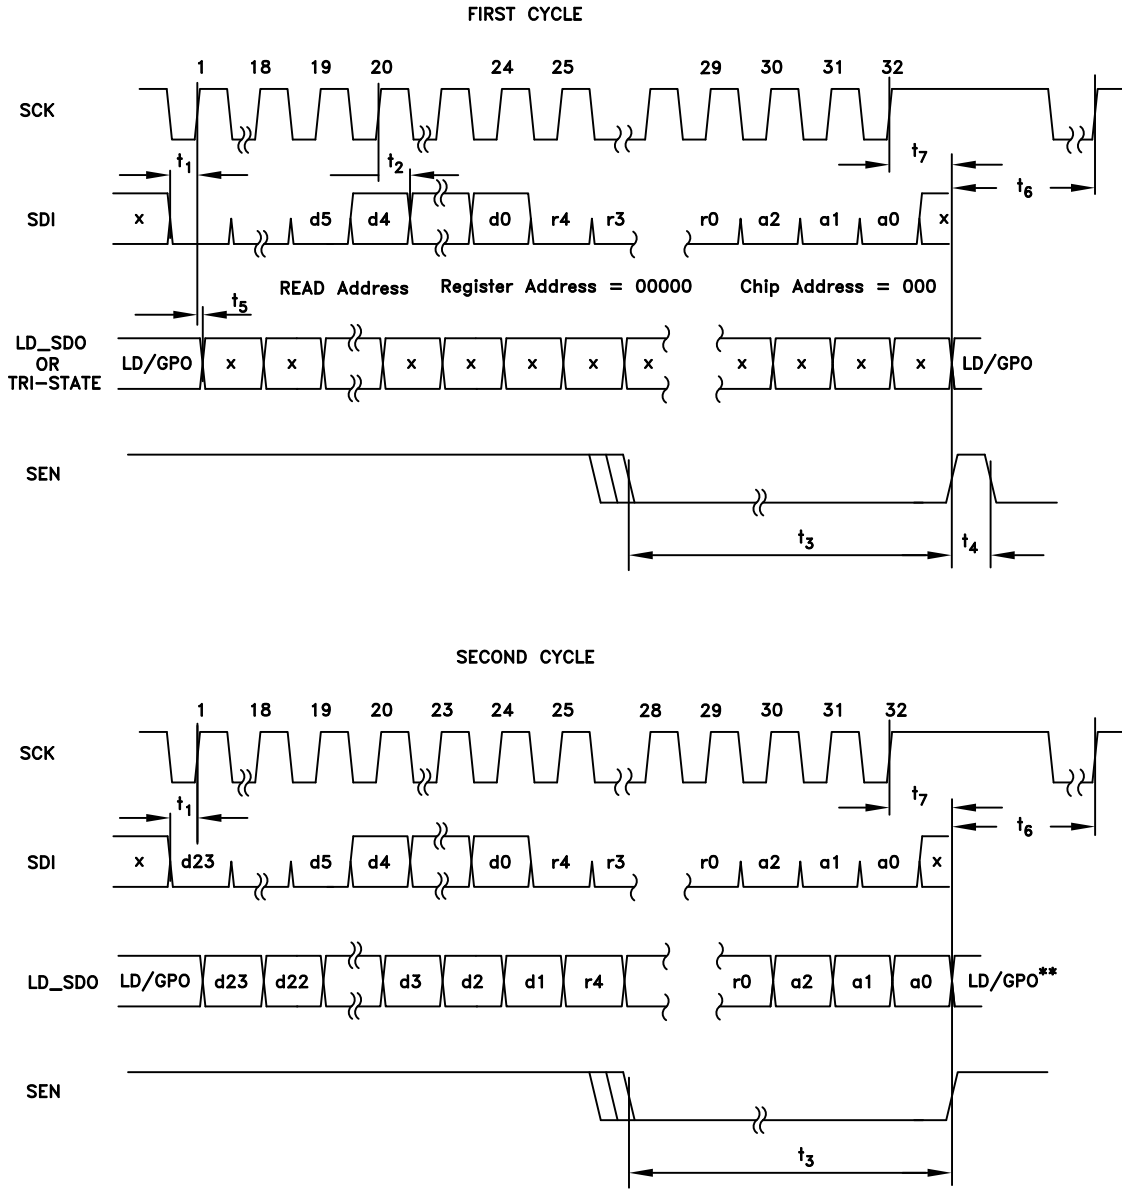 FIRST CYCLE
1 18 19 20 24 25 29 30 31 32
SCK
t1 t2 t7 t6
SDI x d5 d4 d0 r4 r3 r0 a2 a1 a0 x
READ Address Register Address = 00000 Chip Address = 000
t5
LD_SDO
OR
TRI-STATE
LD/GPO x x x x x x x x x x x LD/GPO
SEN
t3 t4
SECOND CYCLE
1 18 19 20 23 24 25 28 29 30 31 32
SCK
t1 t7 t6
SDI x d23 d5 d4 d0 r4 r3 r0 a2 a1 a0 x
LD_SDO LD/GPO d23 d22 d3 d2 d1 r4 r0 a2 a1 a0 LD/GPO**
SEN
t3